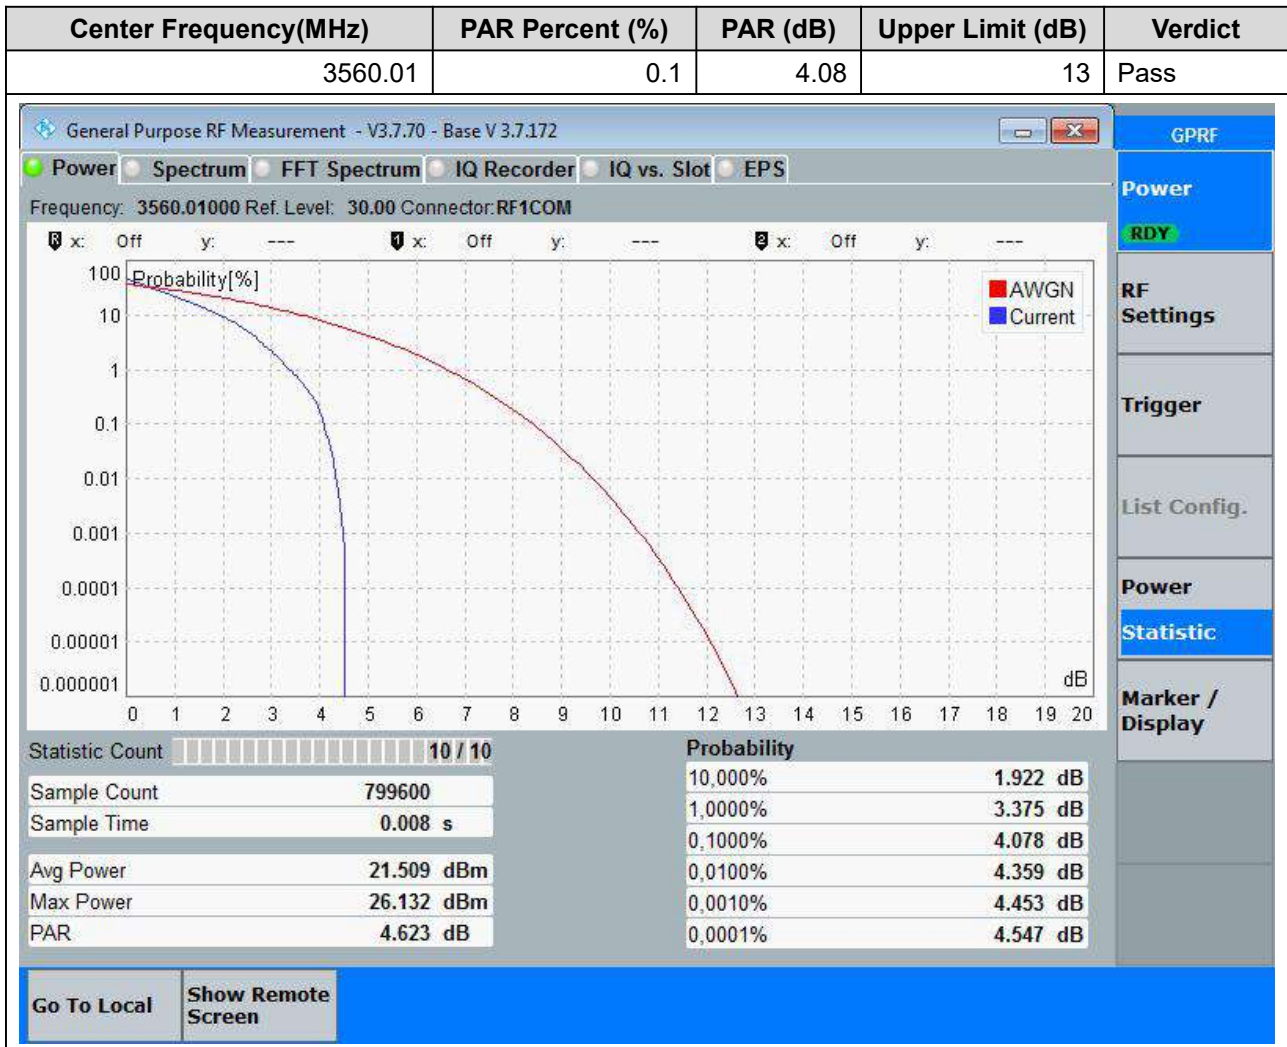 Center Frequency(MHz) PAR Percent (%) PAR (dB) Upper Limit (dB) Verdict
3560.01 0.1 4.08 13 Pass
General Purpose RF Measurement - V3.7.70 - Base V 3.7.172
GPRF
Power Spectrum FFT Spectrum IQ Recorder IQ vs. Slot EPS
Frequency: 3560.01000 Ref. Level: 30.00 Connector:RF1COM
R x: Off y: --- 1 x: Off y: --- 2 x: Off y: ---
Power
RDY
RF
Settings
Trigger
List Config.
Power
Statistic
Marker /
Display
Probability[%]
AWGN
Current
100
10
1
0.1
0.01
0.001
0.0001
0.00001
0.000001
dB
0 1 2 3 4 5 6 7 8 9 10 11 12 13 14 15 16 17 18 19 20
Statistic Count 10 / 10
Sample Count 799600
Sample Time 0.008 s
Avg Power 21.509 dBm
Max Power 26.132 dBm
PAR 4.623 dB
Probability
10,000% 1.922 dB
1,0000% 3.375 dB
0,1000% 4.078 dB
0,0100% 4.359 dB
0,0010% 4.453 dB
0,0001% 4.547 dB
Go To Local
Show Remote
Screen